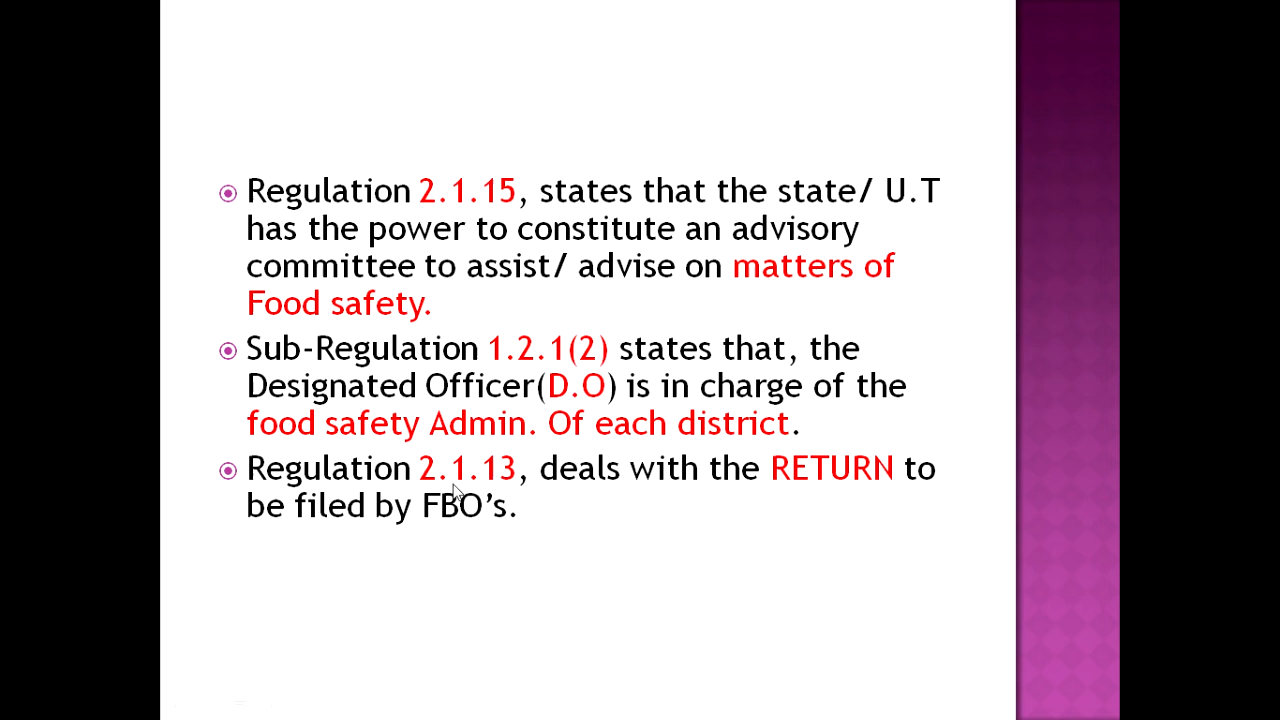 Regulation 2.1.15, states that the state/ U.T
has the power to constitute an advisory
committee to assist/ advise on matters of
Food safety.
Sub-Regulation 1.2.1(2) states that, the
Designated Officer(D.O) is in charge of the
food safety Admin. Of each district.
Regulation 2.1.13, deals with the RETURN to
be filed by FBO’s.